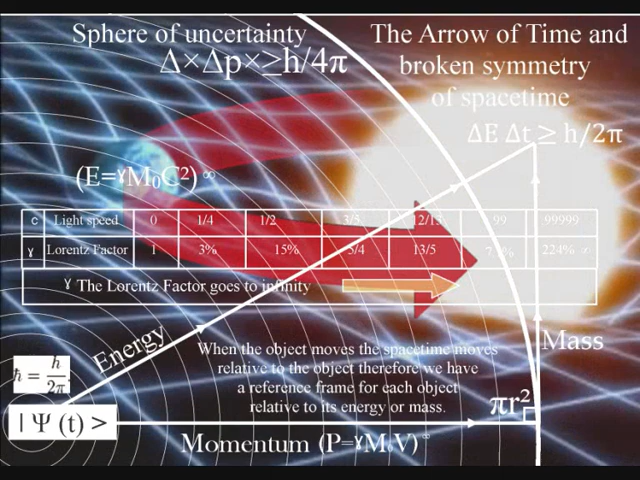 Sphere of uncertainty
Δ×Δp×≥h/4π
The Arrow of Time and
broken symmetry
of spacetime
ΔE Δt ≥ h/2π
(E=ɣM₀C²) ∞
c Light speed 0 1/4 1/2 3/5 12/13 99 99999
ɣ Lorentz Factor 1 3% 15% 5/4 13/5 224%
ɣ The Lorentz Factor goes to infinity
Energy
Mass
When the object moves the spacetime moves
relative to the object therefore we have
a reference frame for each object
relative to its energy or mass.
ħ = h/2π
πr²
| Ψ (t) >
Momentum (P=ɣM₀V) ∞